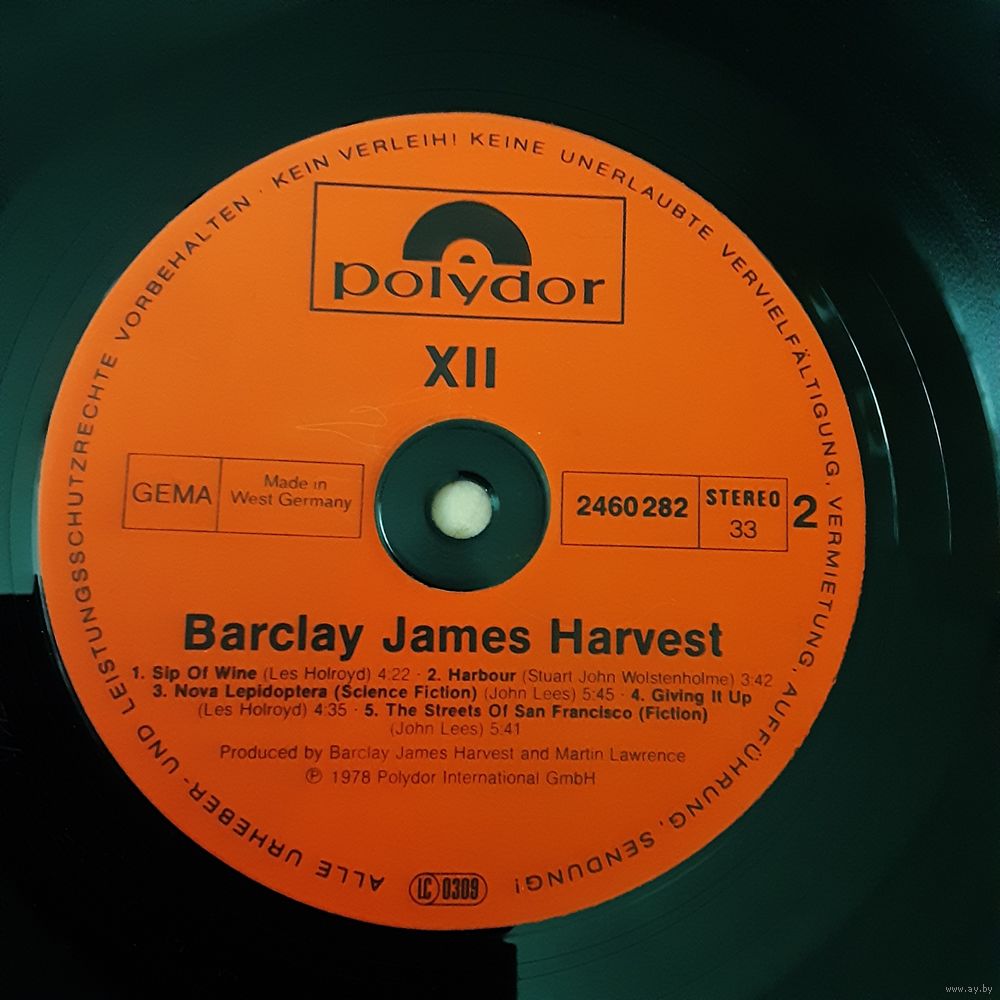 ALLE URHEBER- UND LEISTUNGSSCHUTZRECHTE VORBEHALTEN · KEIN VERLEIH! KEINE UNERLAUBTE VERVIELFÄLTIGUNG, VERMIETUNG, AUFFÜHRUNG, SENDUNG!
polydor
XII
GEMA
Made in
West Germany
2460 282
STEREO
33
2
Barclay James Harvest
1. Sip Of Wine (Les Holroyd) 4:22 · 2. Harbour (Stuart John Wolstenholme) 3:42
3. Nova Lepidoptera (Science Fiction) (John Lees) 5:45 · 4. Giving It Up
(Les Holroyd) 4:35 · 5. The Streets Of San Francisco (Fiction)
(John Lees) 5:41
Produced by Barclay James Harvest and Martin Lawrence
℗ 1978 Polydor International GmbH
LC 0309
www.ay.by